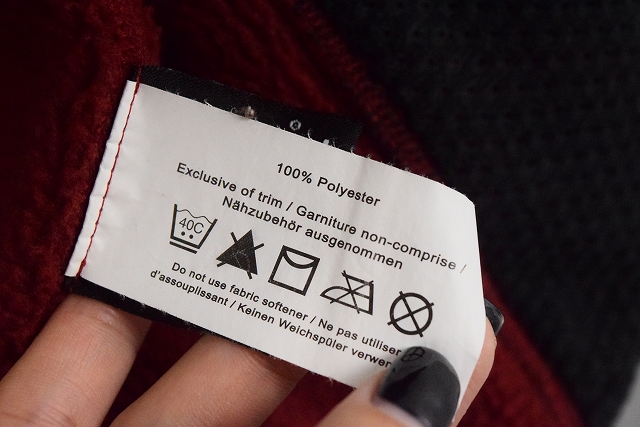 100% Polyester
Exclusive of trim / Garniture non-comprise /
Nähzubehör ausgenommen
40C
Do not use fabric softener / Ne pas utiliser
d'assouplissant / Keinen Weichspüler